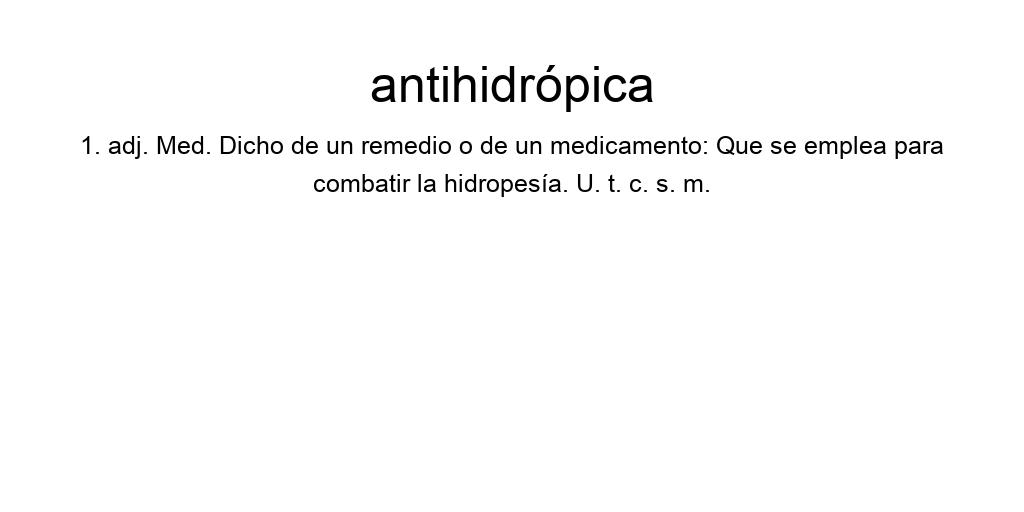 antihidrópica
1. adj. Med. Dicho de un remedio o de un medicamento: Que se emplea para
combatir la hidropesía. U. t. c. s. m.